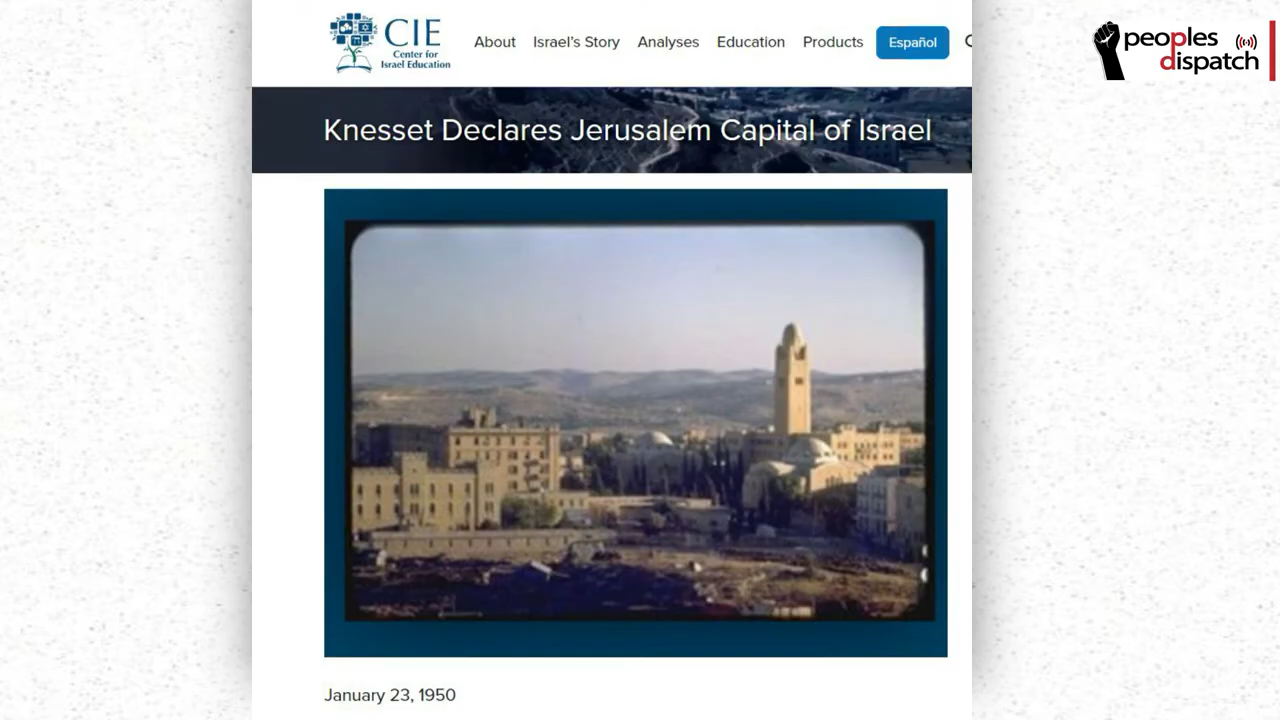 CIE
Center for
Israel Education
About Israel's Story Analyses Education Products Español
peoples
dispatch
Knesset Declares Jerusalem Capital of Israel
January 23, 1950